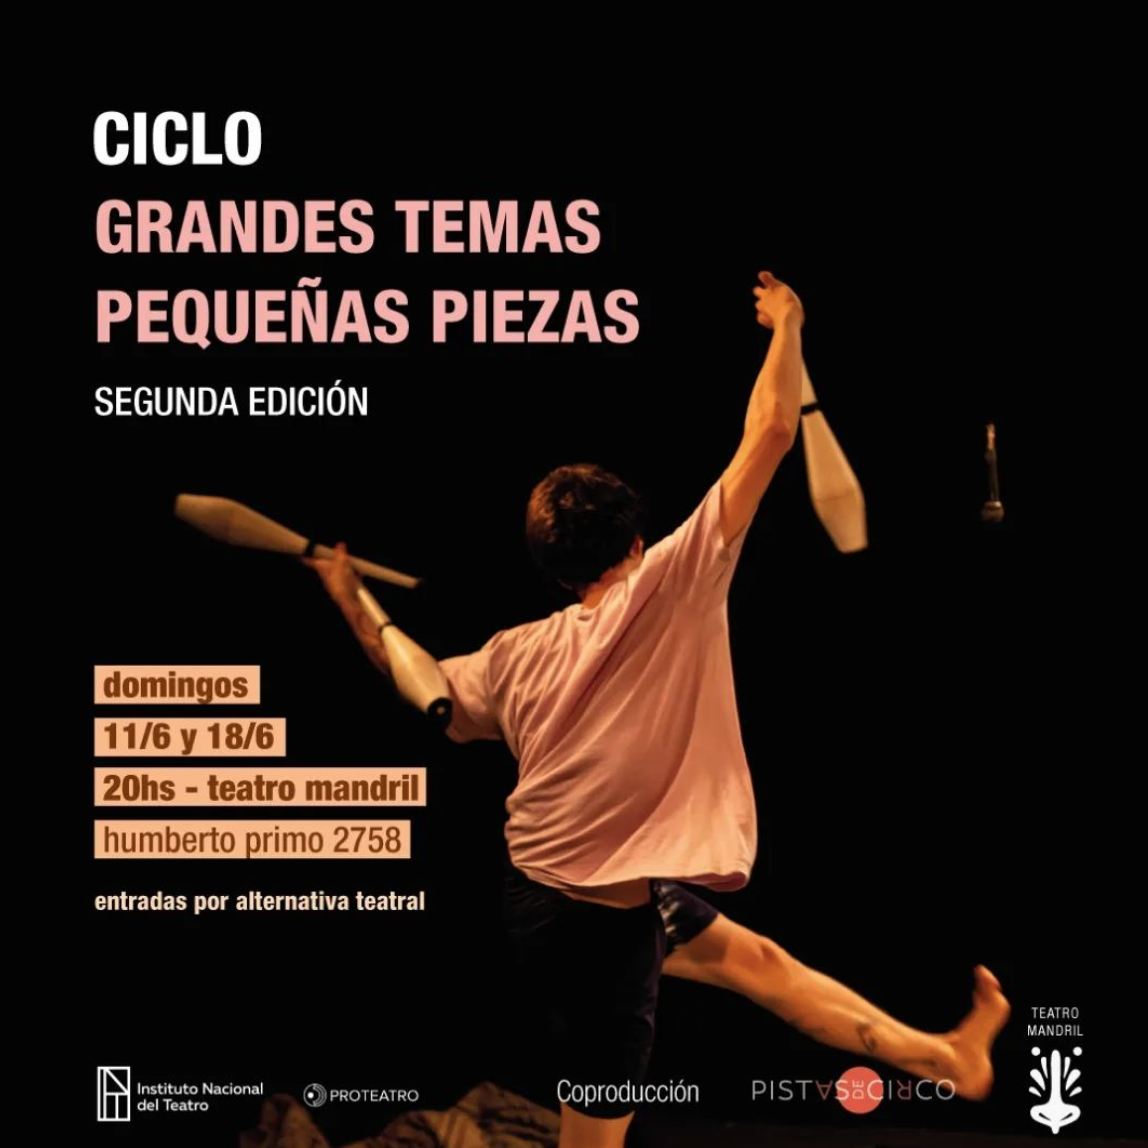 CICLO
GRANDES TEMAS
PEQUEÑAS PIEZAS
SEGUNDA EDICIÓN
domingos
11/6 y 18/6
20hs - teatro mandril
humberto primo 2758
entradas por alternativa teatral
Instituto Nacional
del Teatro
PROTEATRO
Coproducción
PISTAS DE CIRCO
TEATRO
MANDRIL